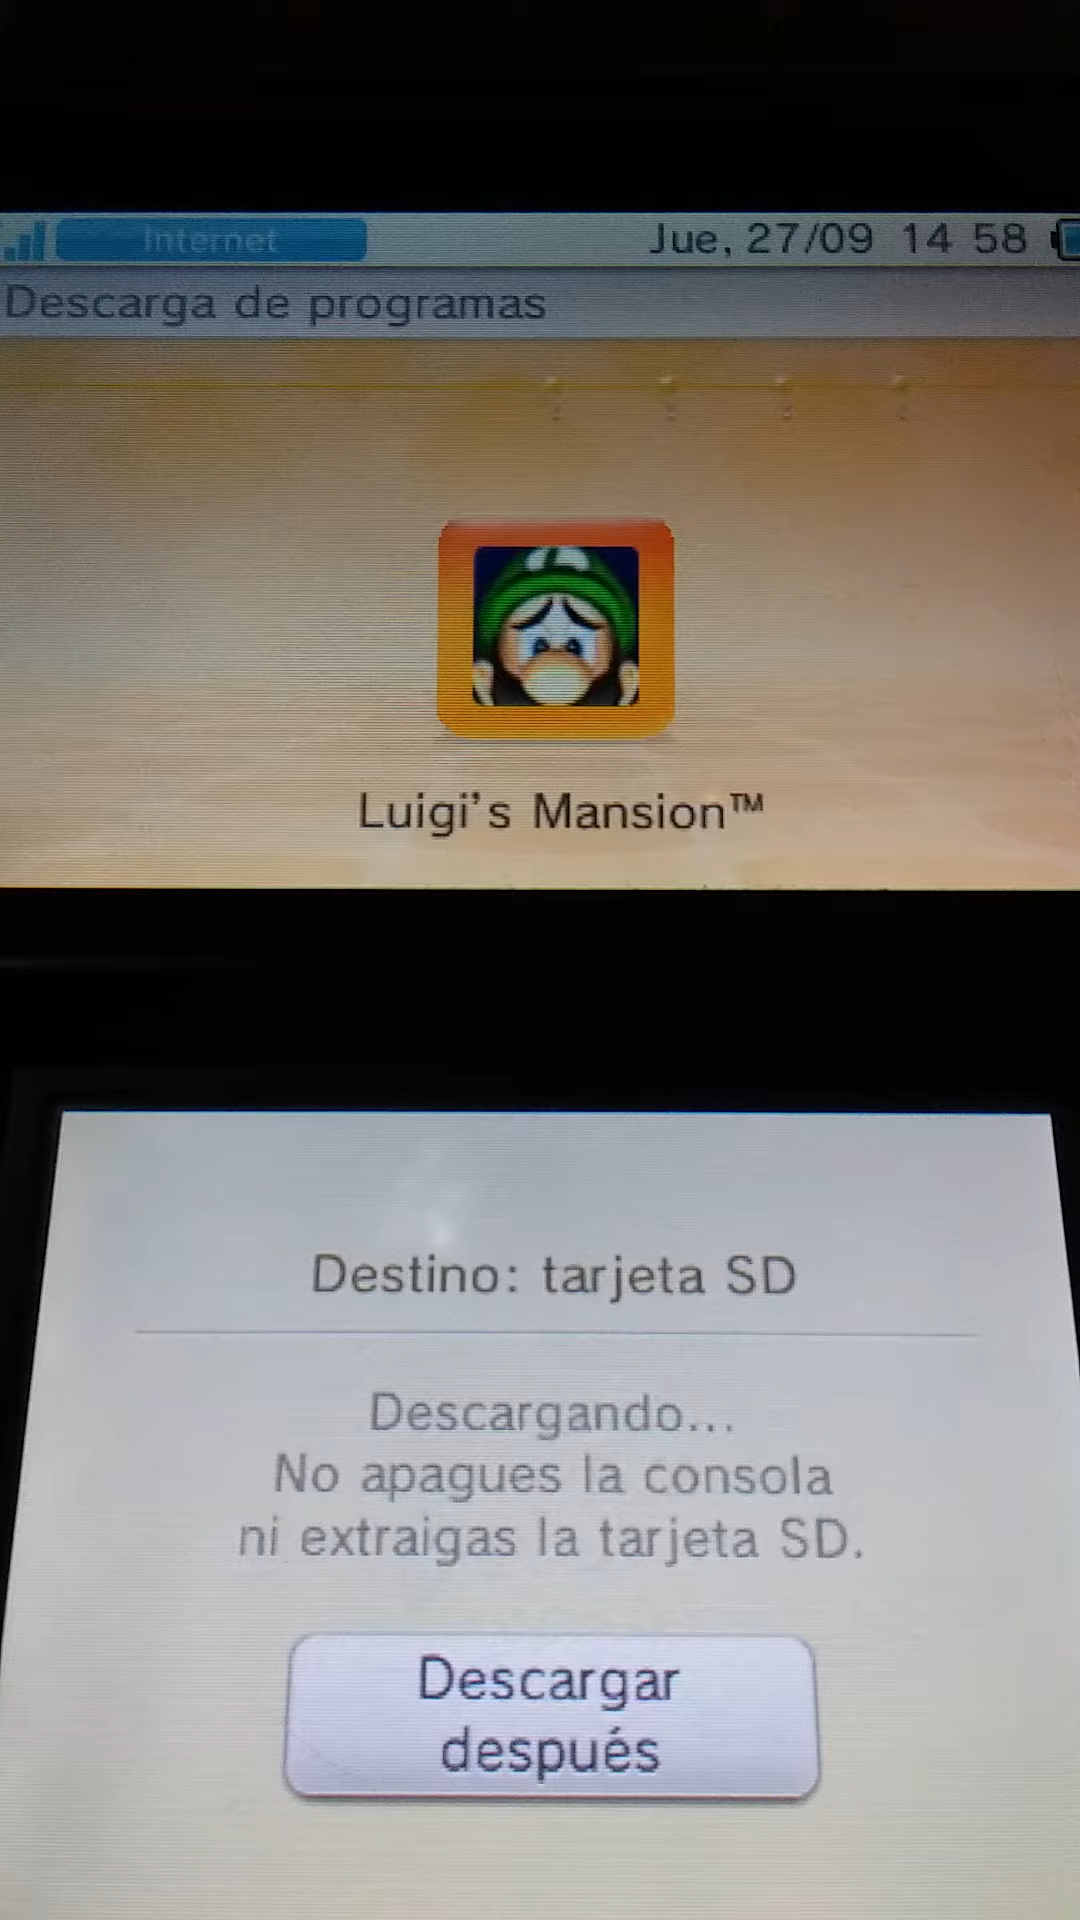 Internet
Jue, 27/09 14 58
Descarga de programas
Luigi's Mansion™
Destino: tarjeta SD
Descargando...
No apagues la consola
ni extraigas la tarjeta SD.
Descargar
después